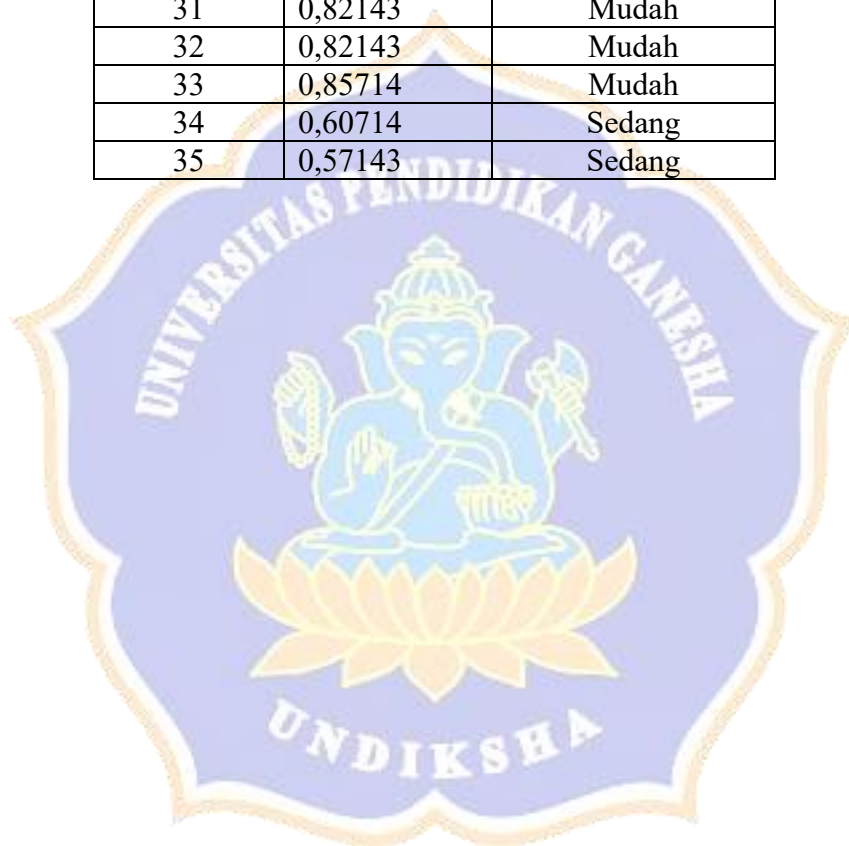 31 0,82143 Mudah
32 0,82143 Mudah
33 0,85714 Mudah
34 0,60714 Sedang
35 0,57143 Sedang
UNIVERSITAS PENDIDIKAN GANESHA
UNDIKSHA